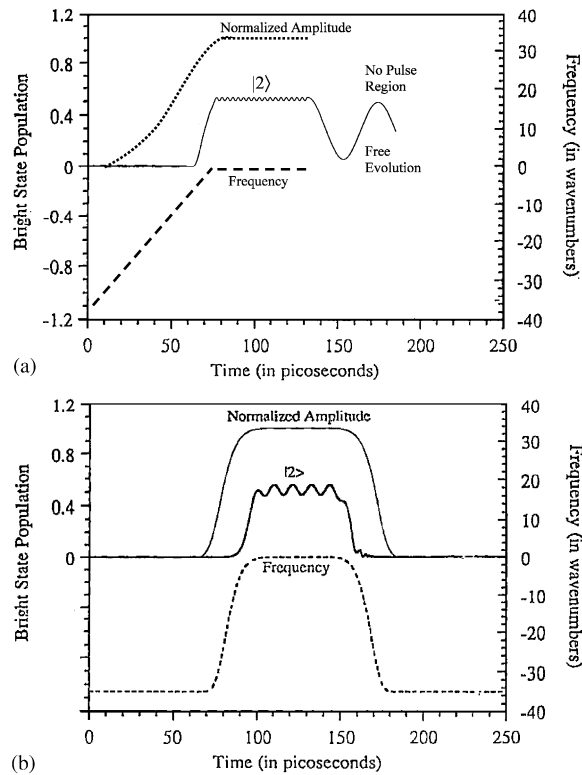 (a)
Bright State Population
1.2
0.8
0.4
0
-0.4
-0.8
-1.2
Normalized Amplitude
|2⟩
No Pulse
Region
Free
Evolution
Frequency
40
30
20
10
0
-10
-20
-30
-40
Frequency (in wavenumbers)
0
50
100
150
200
250
Time (in picoseconds)
(b)
Bright State Population
1.2
0.8
0.4
0
Normalized Amplitude
|2>
Frequency
40
30
20
10
0
-10
-20
-30
-40
Frequency (in wavenumbers)
0
50
100
150
200
250
Time (in picoseconds)